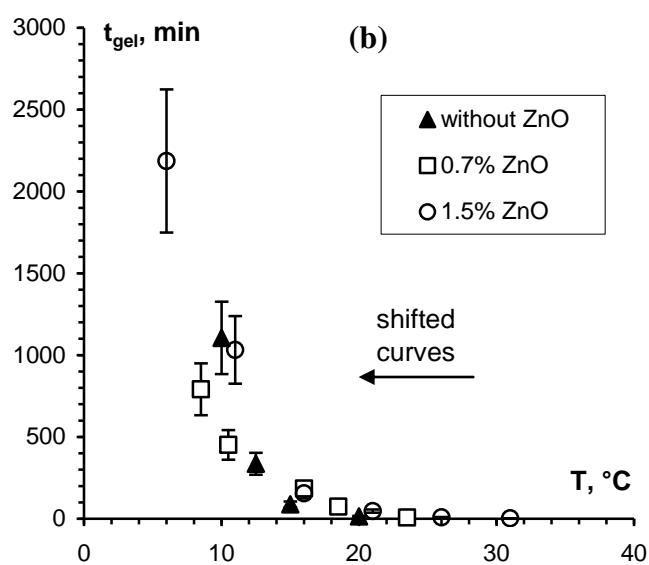 3000
t_gel, min
(b)
2500
without ZnO
0.7% ZnO
2000
1.5% ZnO
1500
shifted
curves
1000
500
T, °C
0
0 10 20 30 40